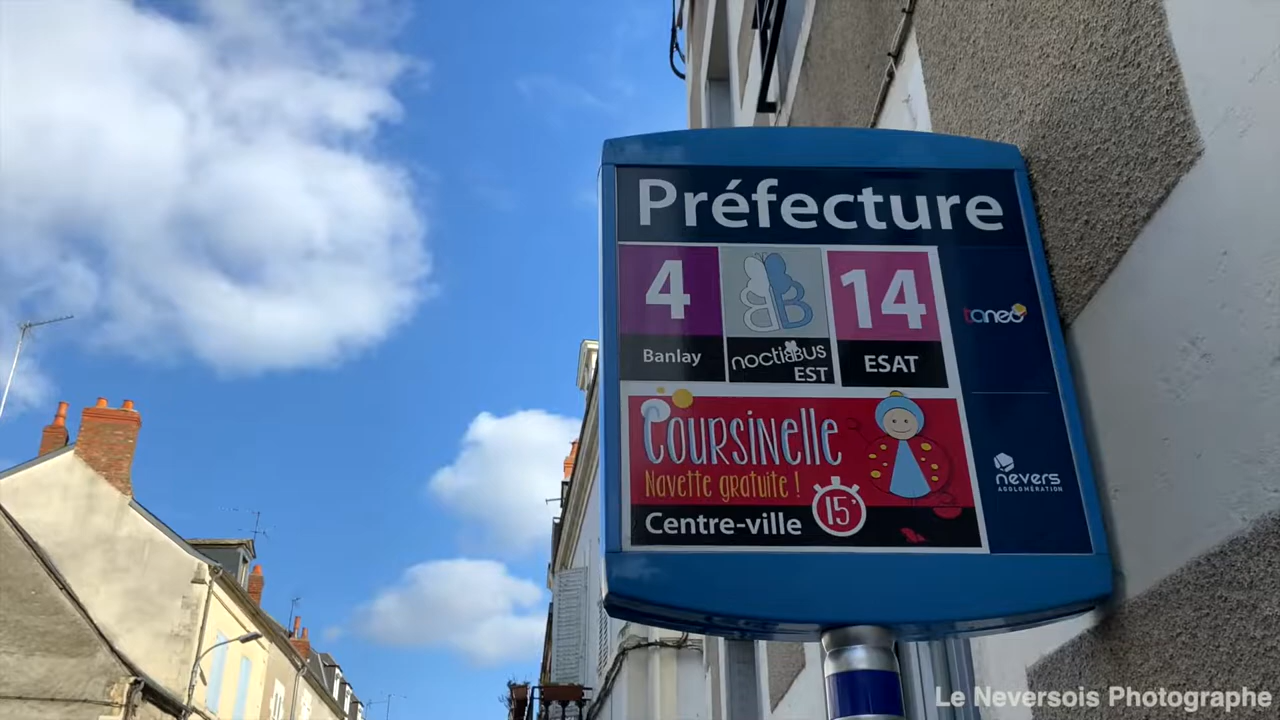 Préfecture
4
14
Banlay
noctiBus
EST
ESAT
taneo
Coursinelle
Navette gratuite !
15'
Centre-ville
nevers
AGGLOMÉRATION
Le Neversois Photographe